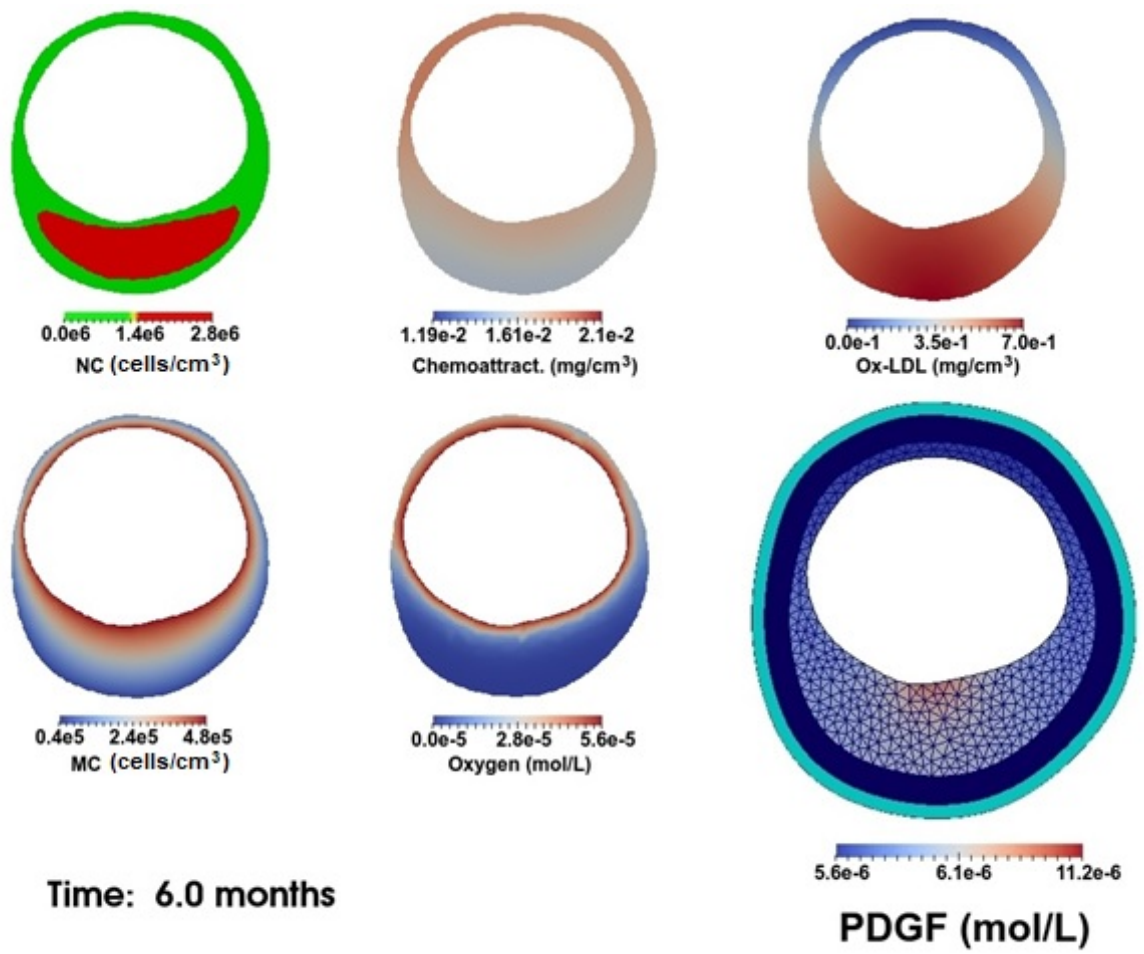 0.0e6 1.4e6 2.8e6
NC (cells/cm³)
1.19e-2 1.61e-2 2.1e-2
Chemoattract. (mg/cm³)
0.0e-1 3.5e-1 7.0e-1
Ox-LDL (mg/cm³)
0.4e5 2.4e5 4.8e5
MC (cells/cm³)
0.0e-5 2.8e-5 5.6e-5
Oxygen (mol/L)
5.6e-6 6.1e-6 11.2e-6
PDGF (mol/L)
Time: 6.0 months